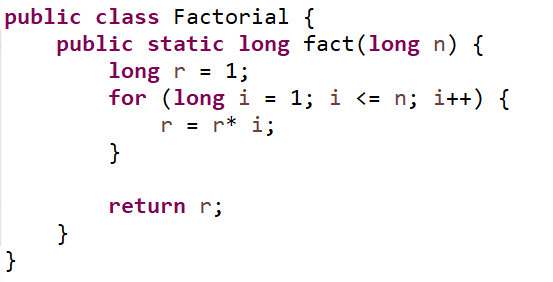 public class Factorial {
    public static long fact(long n) {
        long r = 1;
        for (long i = 1; i <= n; i++) {
            r = r* i;
        }

        return r;
    }
}